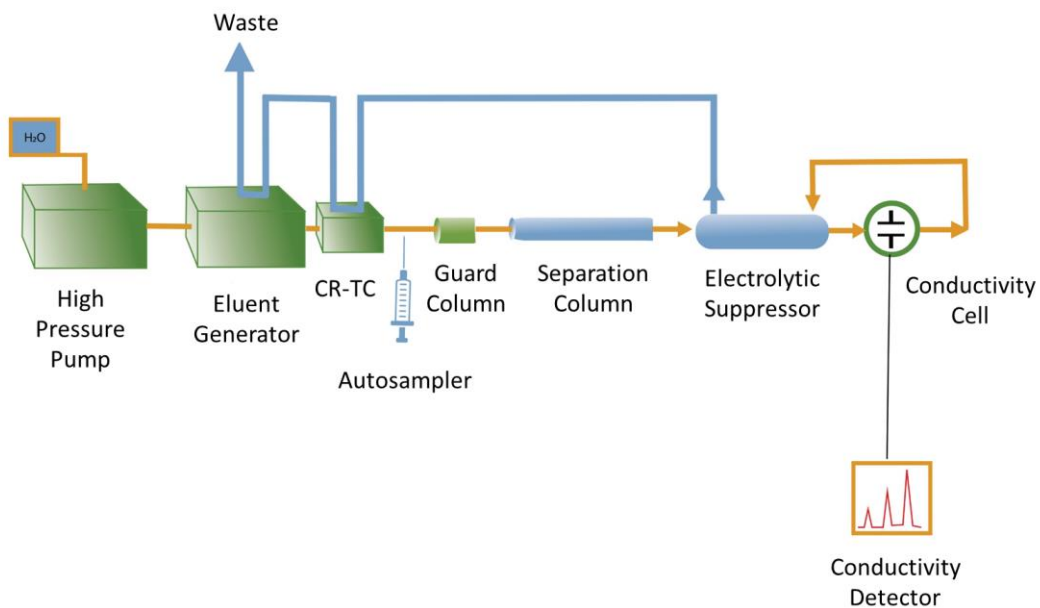 Waste
H₂O
High
Pressure
Pump
Eluent
Generator
CR-TC
Autosampler
Guard
Column
Separation
Column
Electrolytic
Suppressor
Conductivity
Cell
Conductivity
Detector